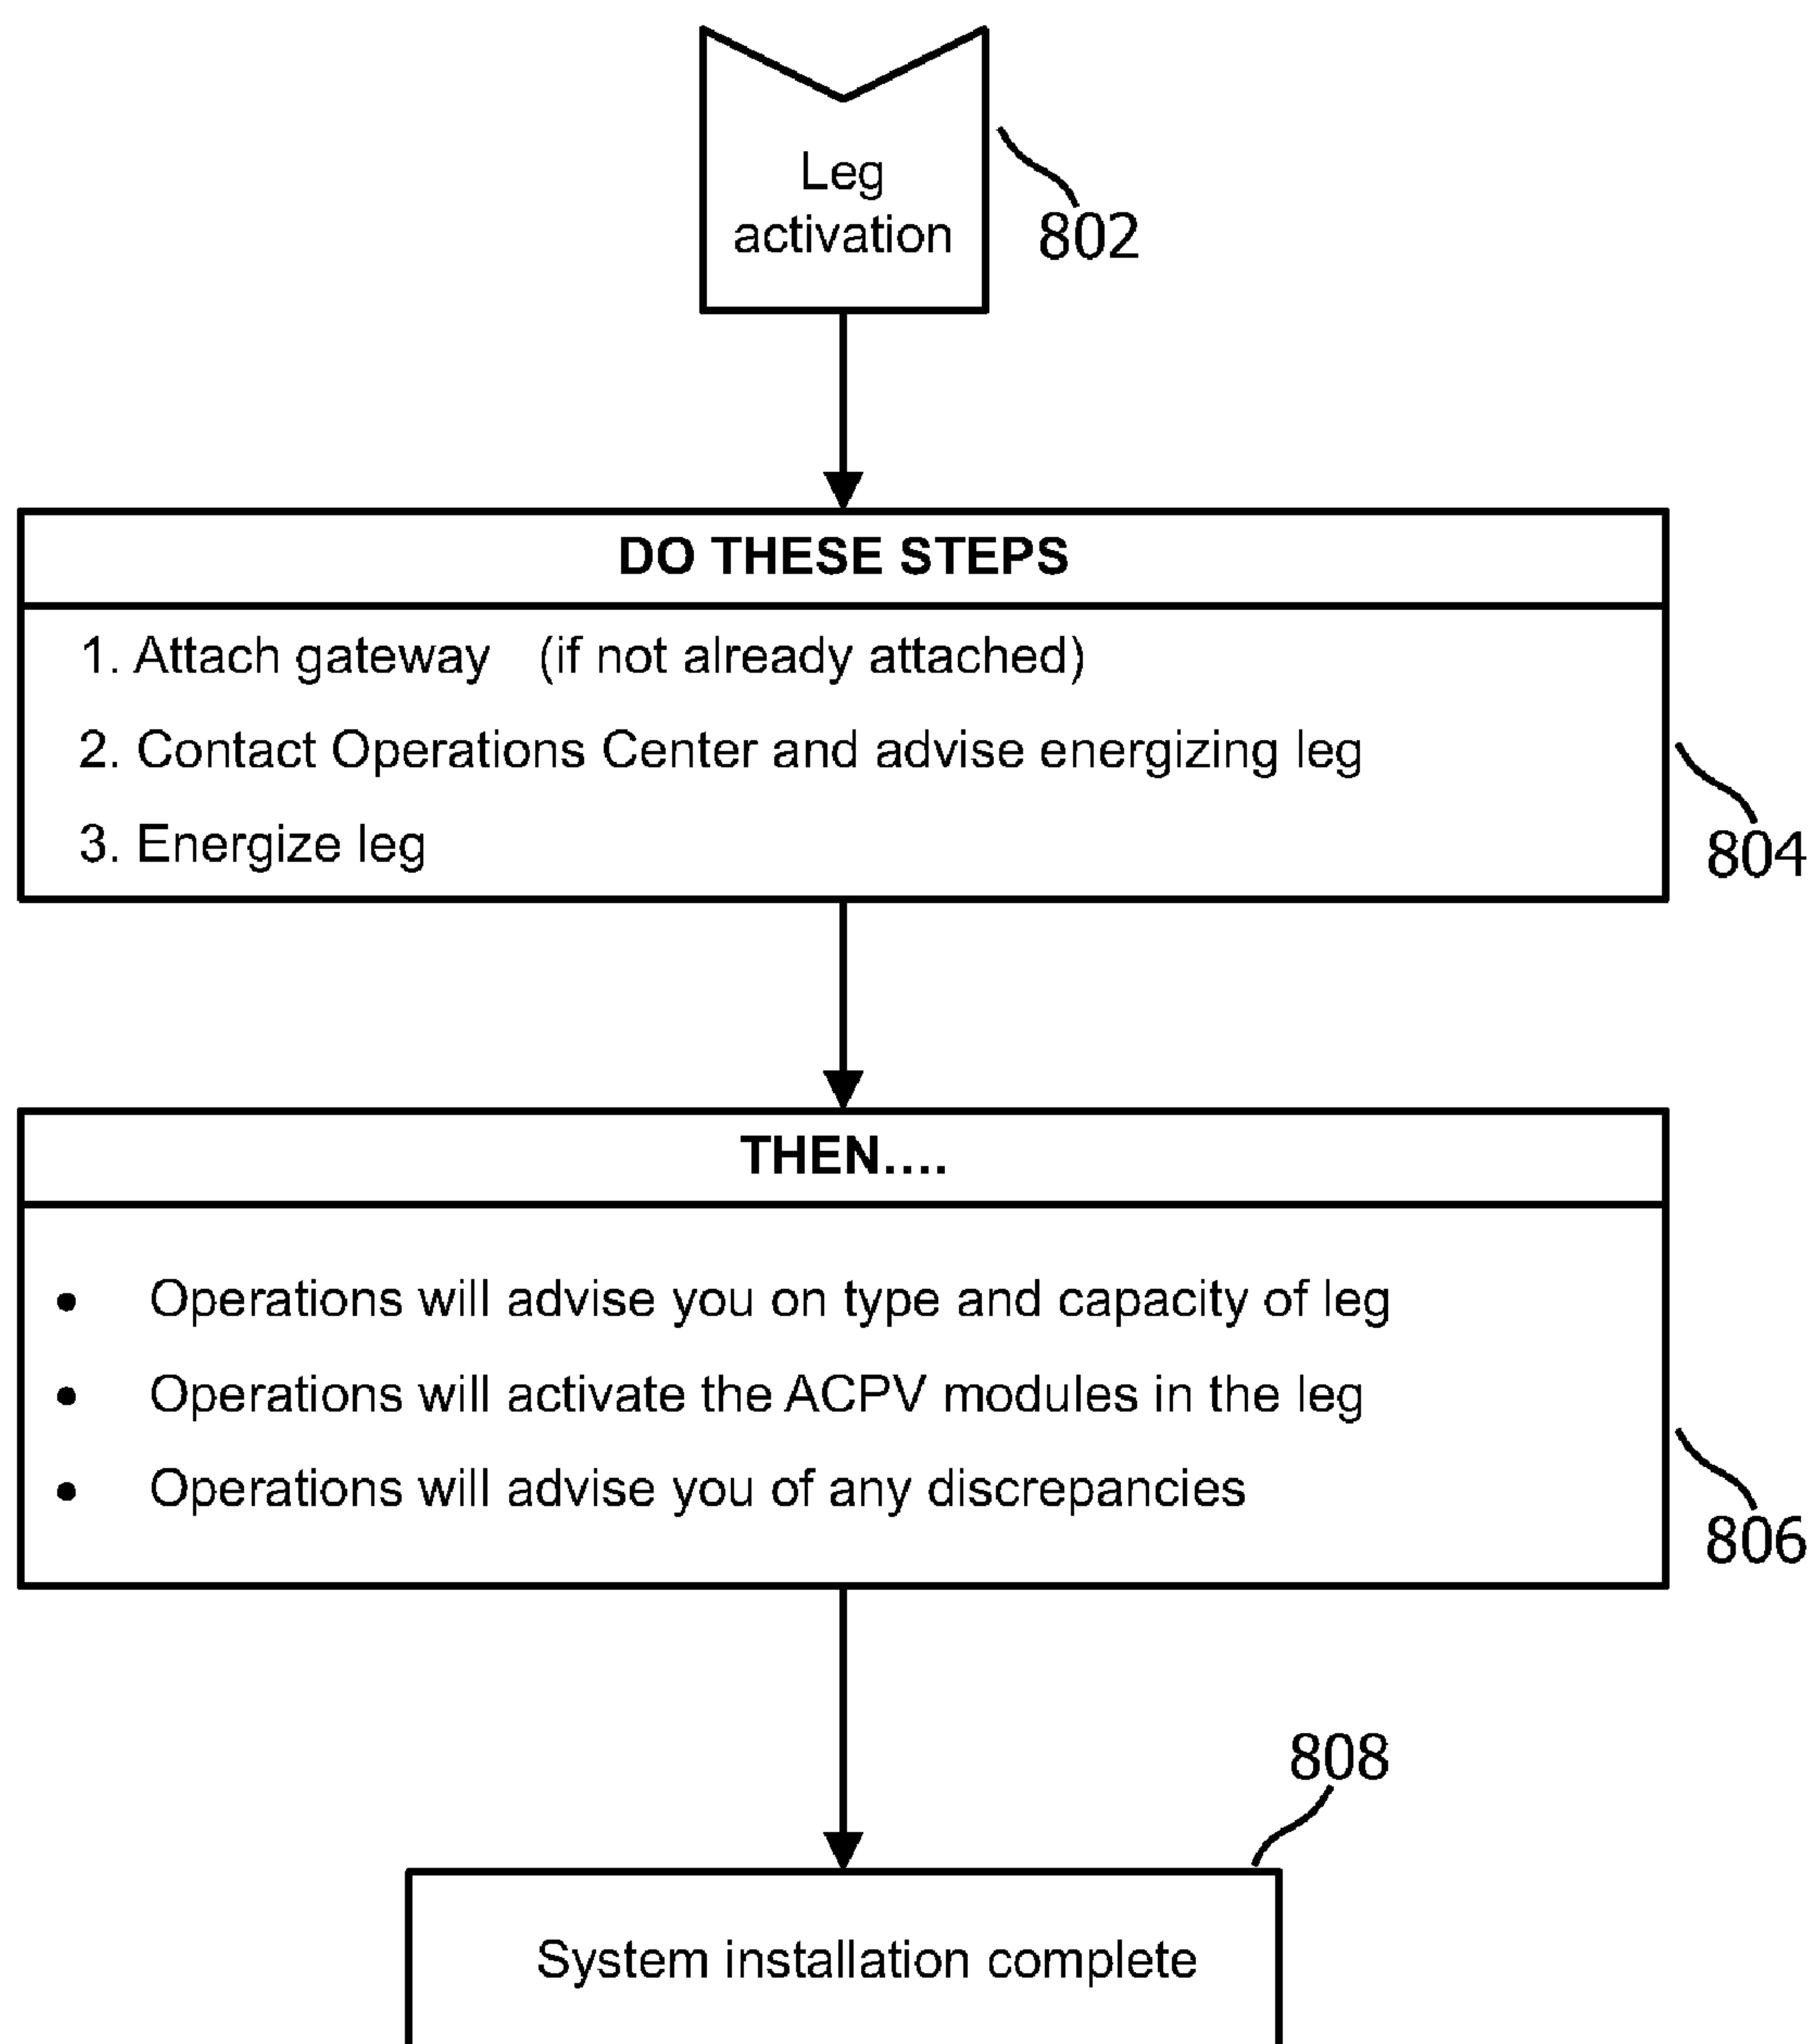 Leg
activation
802
DO THESE STEPS
1. Attach gateway (if not already attached)
2. Contact Operations Center and advise energizing leg
3. Energize leg
804
THEN....
• Operations will advise you on type and capacity of leg
• Operations will activate the ACPV modules in the leg
• Operations will advise you of any discrepancies
806
808
System installation complete